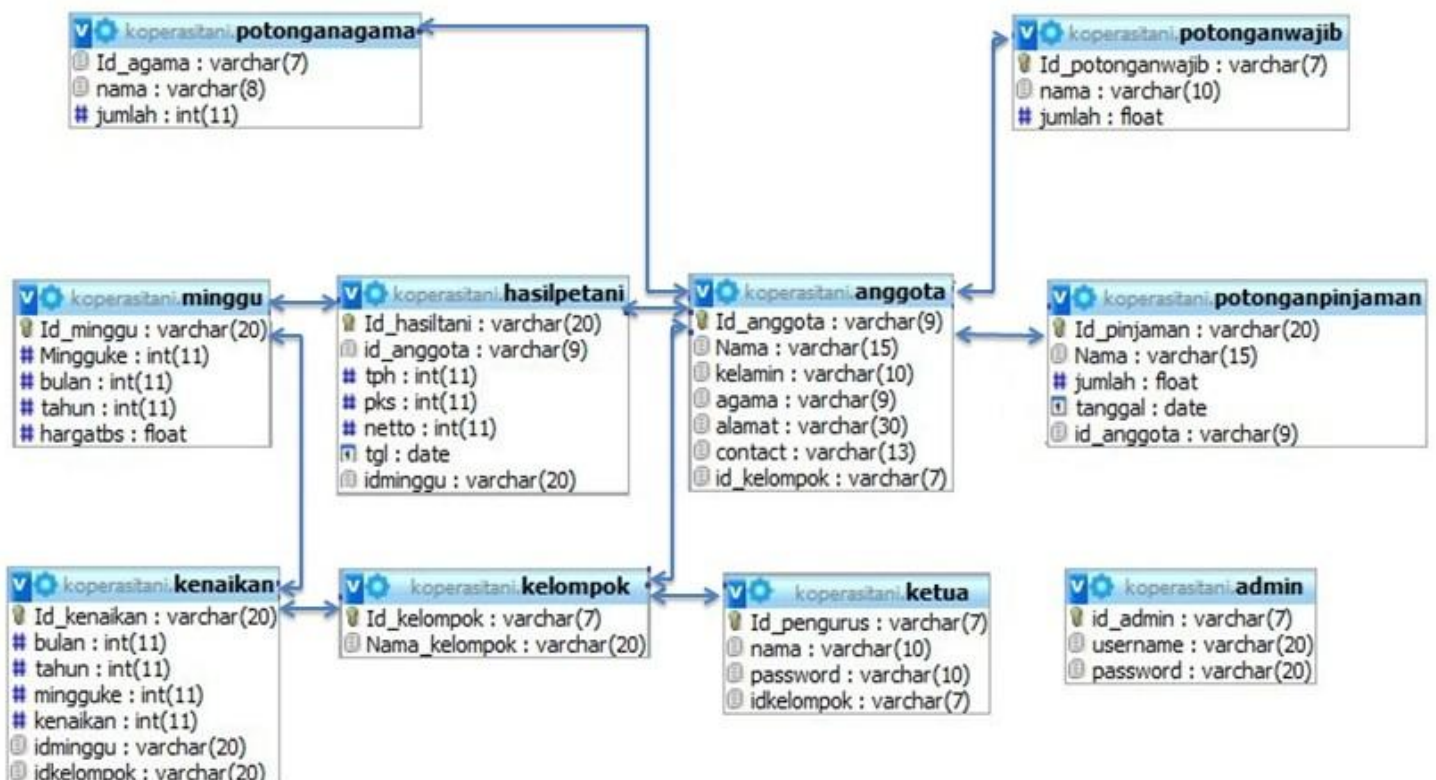 koperasitani.potonganagama
Id_agama : varchar(7)
nama : varchar(8)
# jumlah : int(11)
koperasitani.potonganwajib
Id_potonganwajib : varchar(7)
nama : varchar(10)
# jumlah : float
koperasitani.minggu
Id_minggu : varchar(20)
# Mingguke : int(11)
# bulan : int(11)
# tahun : int(11)
# hargatbs : float
koperasitani.hasilpetani
Id_hasiltani : varchar(20)
id_anggota : varchar(9)
# tph : int(11)
# pks : int(11)
# netto : int(11)
tgl : date
idminggu : varchar(20)
koperasitani.anggota
Id_anggota : varchar(9)
Nama : varchar(15)
kelamin : varchar(10)
agama : varchar(9)
alamat : varchar(30)
contact : varchar(13)
id_kelompok : varchar(7)
koperasitani.potonganpinjaman
Id_pinjaman : varchar(20)
Nama : varchar(15)
# jumlah : float
tanggal : date
id_anggota : varchar(9)
koperasitani.kenaikan
Id_kenaikan : varchar(20)
# bulan : int(11)
# tahun : int(11)
# mingguke : int(11)
# kenaikan : int(11)
idminggu : varchar(20)
idkelompok : varchar(20)
koperasitani.kelompok
Id_kelompok : varchar(7)
Nama_kelompok : varchar(20)
koperasitani.ketua
Id_pengurus : varchar(7)
nama : varchar(10)
password : varchar(10)
idkelompok : varchar(7)
koperasitani.admin
id_admin : varchar(7)
username : varchar(20)
password : varchar(20)